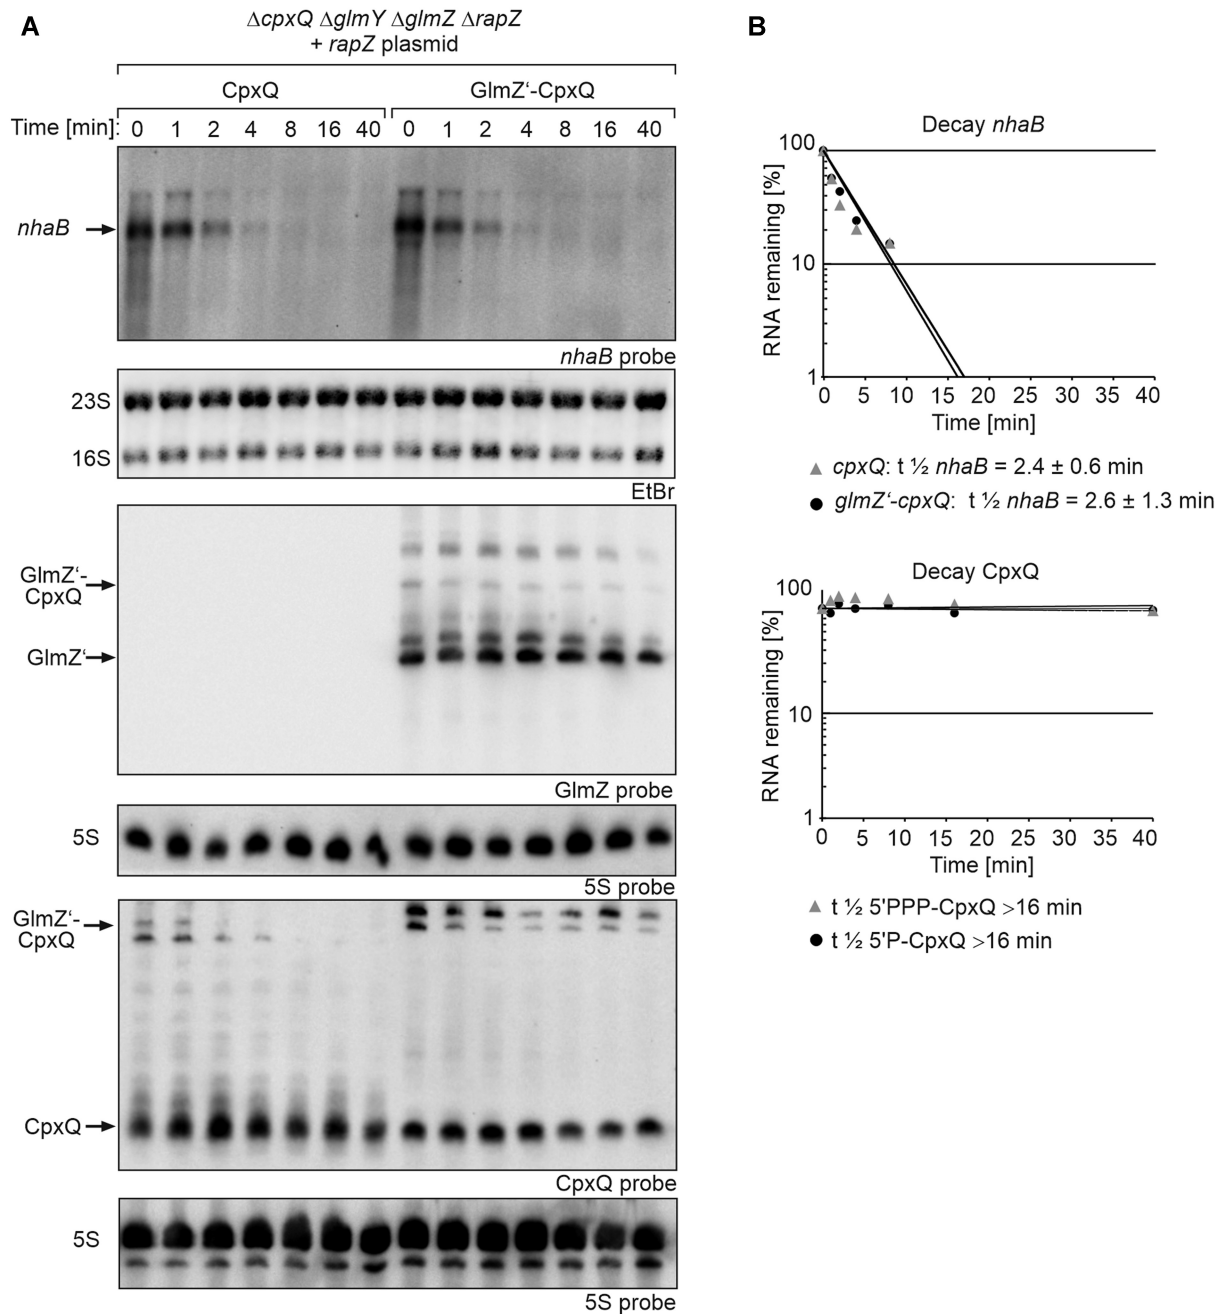 A
ΔcpxQ ΔglmY ΔglmZ ΔrapZ
+ rapZ plasmid
CpxQ GlmZ‘-CpxQ
Time [min]: 0 1 2 4 8 16 40 0 1 2 4 8 16 40
nhaB
nhaB probe
23S
16S
EtBr
GlmZ‘-
CpxQ
GlmZ‘
GlmZ probe
5S
5S probe
GlmZ‘-
CpxQ
CpxQ
CpxQ probe
5S
5S probe
B
Decay nhaB
RNA remaining [%]
100
10
1
0 5 10 15 20 25 30 35 40
Time [min]
cpxQ: t ½ nhaB = 2.4 ± 0.6 min
glmZ‘-cpxQ: t ½ nhaB = 2.6 ± 1.3 min
Decay CpxQ
RNA remaining [%]
100
10
1
0 5 10 15 20 25 30 35 40
Time [min]
t ½ 5'PPP-CpxQ >16 min
t ½ 5'P-CpxQ >16 min